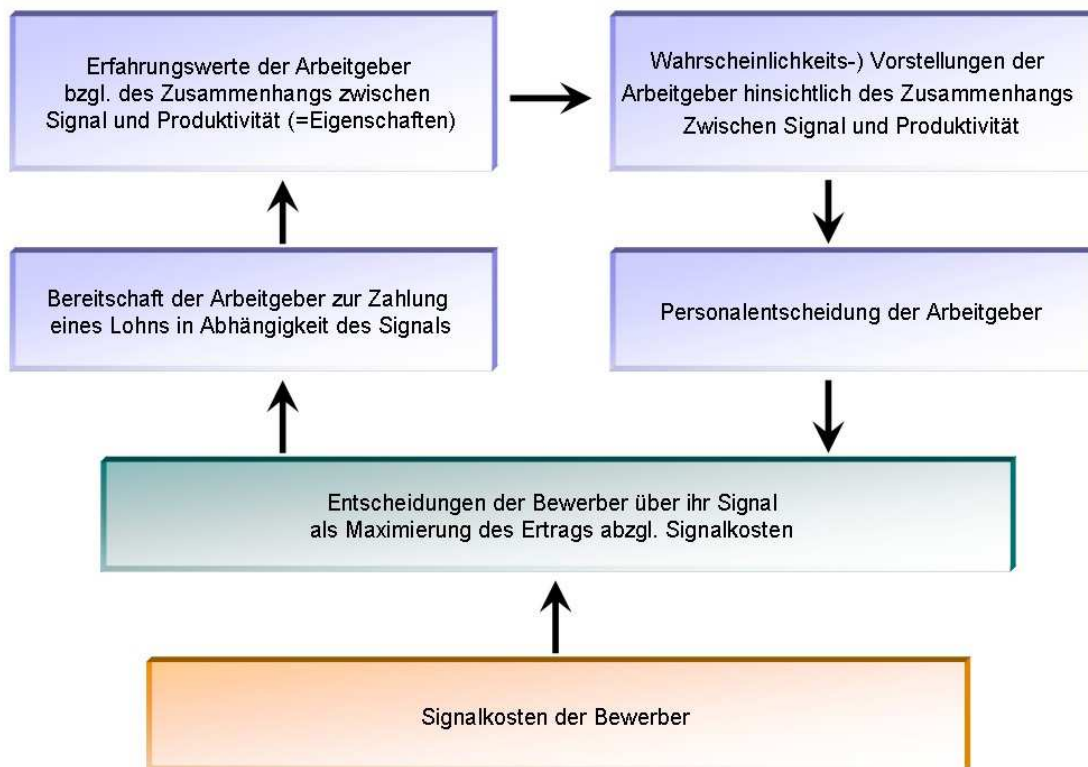 Erfahrungswerte der Arbeitgeber
bzgl. des Zusammenhangs zwischen
Signal und Produktivität (=Eigenschaften)
Wahrscheinlichkeits-) Vorstellungen der
Arbeitgeber hinsichtlich des Zusammenhangs
Zwischen Signal und Produktivität
Bereitschaft der Arbeitgeber zur Zahlung
eines Lohns in Abhängigkeit des Signals
Personalentscheidung der Arbeitgeber
Entscheidungen der Bewerber über ihr Signal
als Maximierung des Ertrags abzgl. Signalkosten
Signalkosten der Bewerber